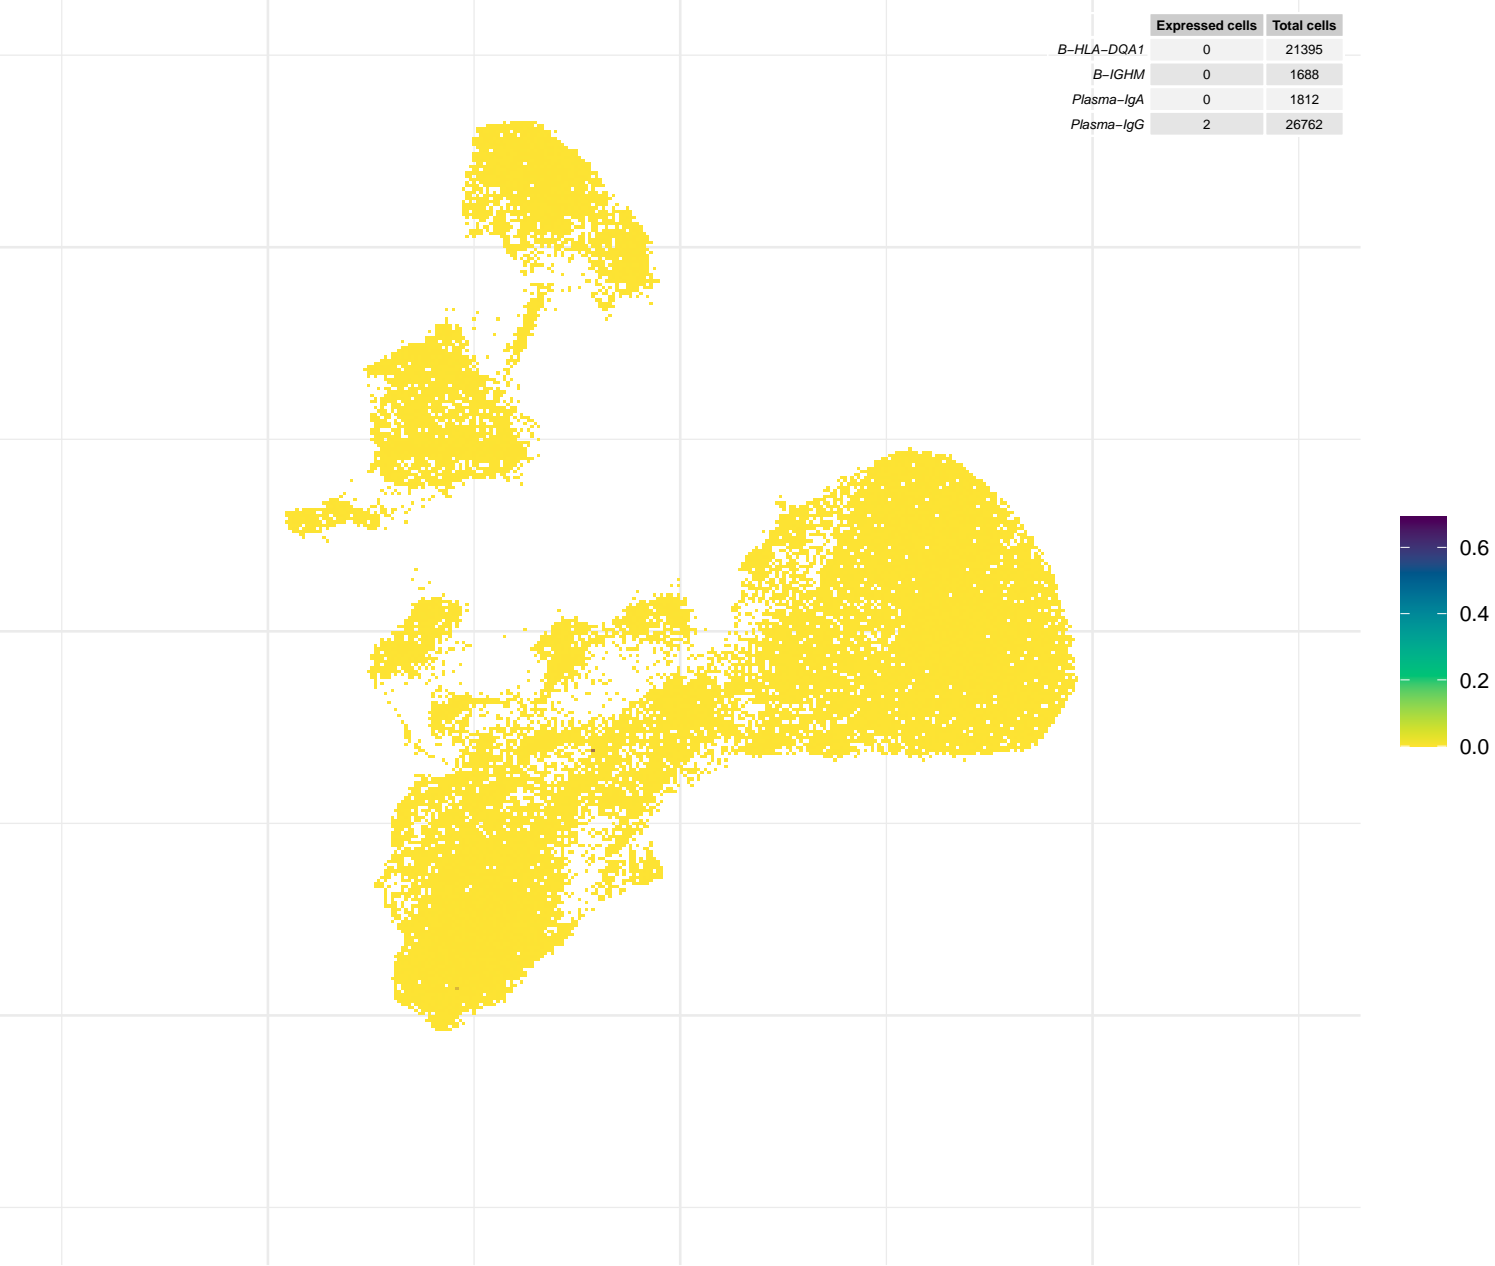 Expressed cells Total cells
B−HLA−DQA1 0 21395
B−IGHM 0 1688
Plasma−IgA 0 1812
Plasma−IgG 2 26762
0.6
0.4
0.2
0.0